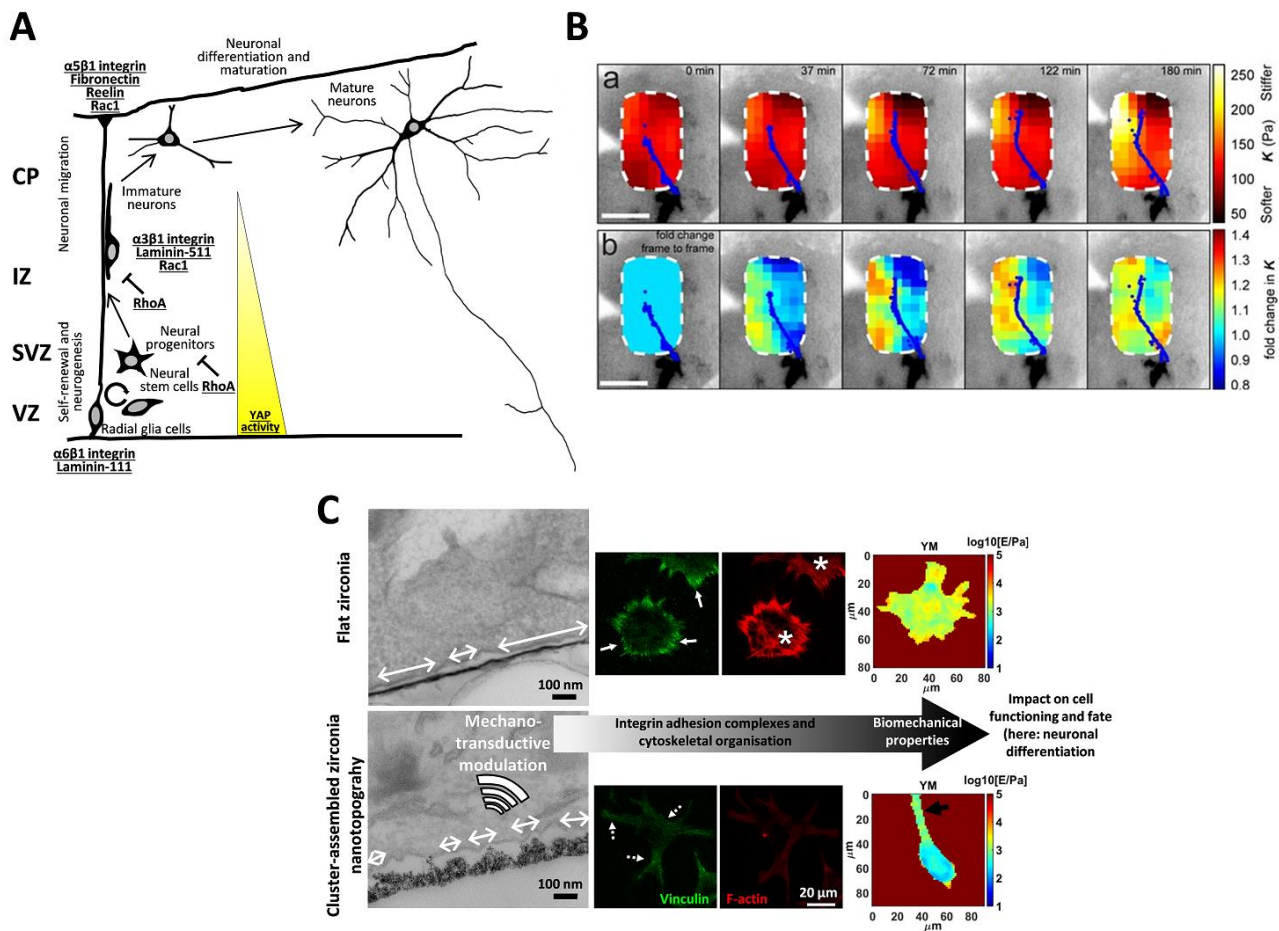 A
α5β1 integrin
Fibronectin
Reelin
Rac1
Neuronal
differentiation and
maturation
Mature
neurons
CP
Neuronal migration
Immature
neurons
α3β1 integrin
Laminin-511
Rac1
IZ
RhoA
Neural
progenitors
SVZ
Self-renewal and
neurogenesis
Neural
stem cells
RhoA
VZ
Radial glia cells
YAP
activity
α6β1 integrin
Laminin-111
B
a
0 min
37 min
72 min
122 min
180 min
250
200
150
100
50
Stiffer
K (Pa)
Softer
b
fold change
frame to frame
1.4
1.3
1.2
1.1
1.0
0.9
0.8
fold change in K
C
Flat zirconia
100 nm
*
*
YM
log10[E/Pa]
0
20
40
60
80
μm
0 20 40 60 80
μm
5
4
3
2
1
Mechano-
transductive
modulation
Integrin adhesion complexes and
cytoskeletal organisation
Biomechanical
properties
Impact on cell
functioning and fate
(here: neuronal
differentiation
Cluster-assembled zirconia
nanotopograhy
100 nm
Vinculin
F-actin
20 μm
YM
log10[E/Pa]
0
20
40
60
80
μm
0 20 40 60 80
μm
5
4
3
2
1